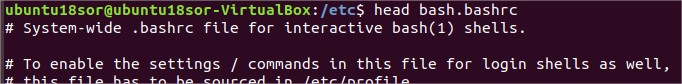 ubuntu18sor@ubuntu18sor-VirtualBox:/etc$ head bash.bashrc
# System-wide .bashrc file for interactive bash(1) shells.
# To enable the settings / commands in this file for login shells as well,
# this file has to be sourced in /etc/profile.